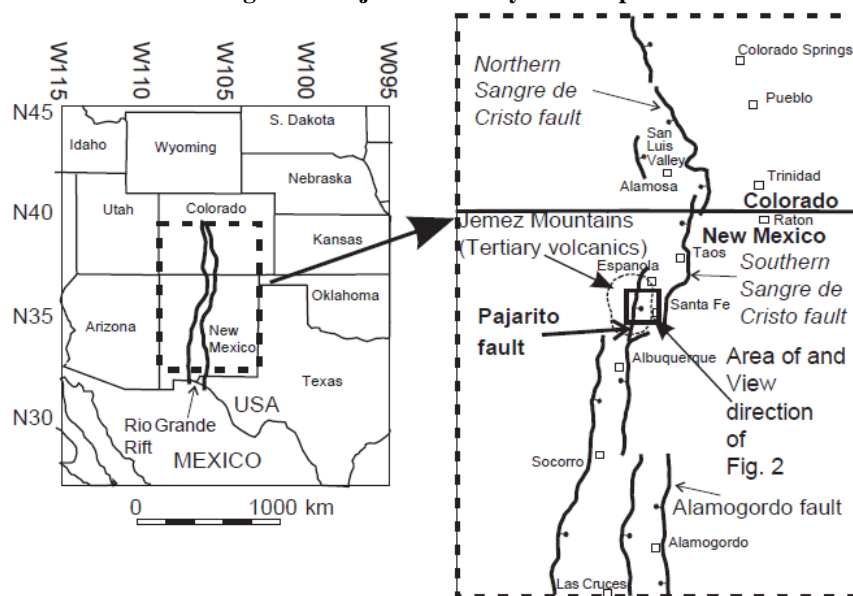 W115
W110
W105
W100
W095
N45
N40
N35
N30
Idaho
Wyoming
S. Dakota
Nebraska
Utah
Colorado
Kansas
Oklahoma
Arizona
New
Mexico
Texas
USA
Rio Grande
Rift
MEXICO
0 1000 km
Northern
Sangre de
Cristo fault
Colorado Springs
Pueblo
San
Luis
Valley
Alamosa
Trinidad
Colorado
Raton
New Mexico
Jemez Mountains
(Tertiary volcanics)
Taos
Espanola
Southern
Sangre de
Cristo fault
Santa Fe
Pajarito
fault
Albuquerque
Area of and
View
direction
of
Fig. 2
Socorro
Alamogordo fault
Alamogordo
Las Cruces